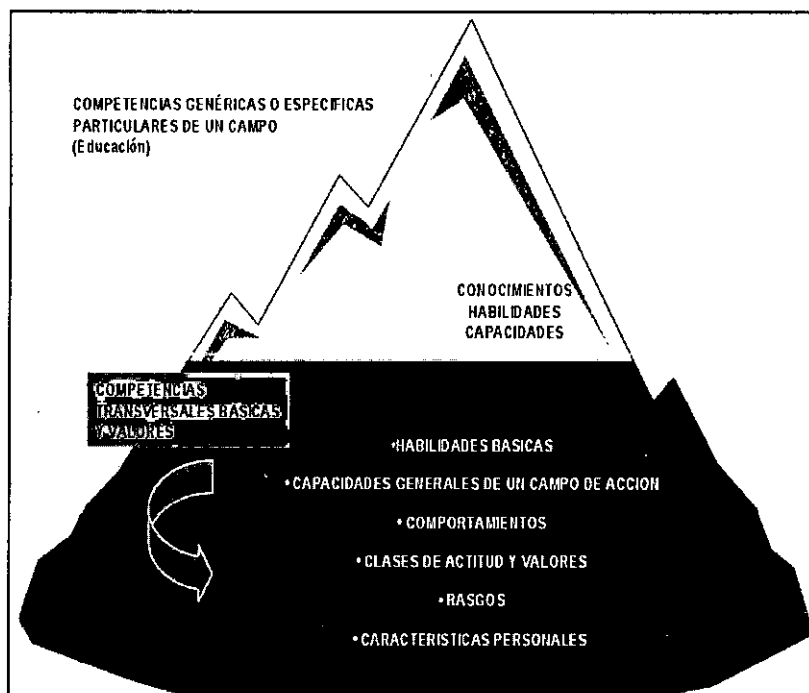 COMPETENCIAS GENÉRICAS O ESPECIFICAS
PARTICULARES DE UN CAMPO
(Educación)
CONOCIMIENTOS
HABILIDADES
CAPACIDADES
COMPETENCIAS
TRANSVERSALES BASICAS
Y VALORES
•HABILIDADES BASICAS
•CAPACIDADES GENERALES DE UN CAMPO DE ACCION
•COMPORTAMIENTOS
•CLASES DE ACTITUD Y VALORES
•RASGOS
•CARACTERISTICAS PERSONALES